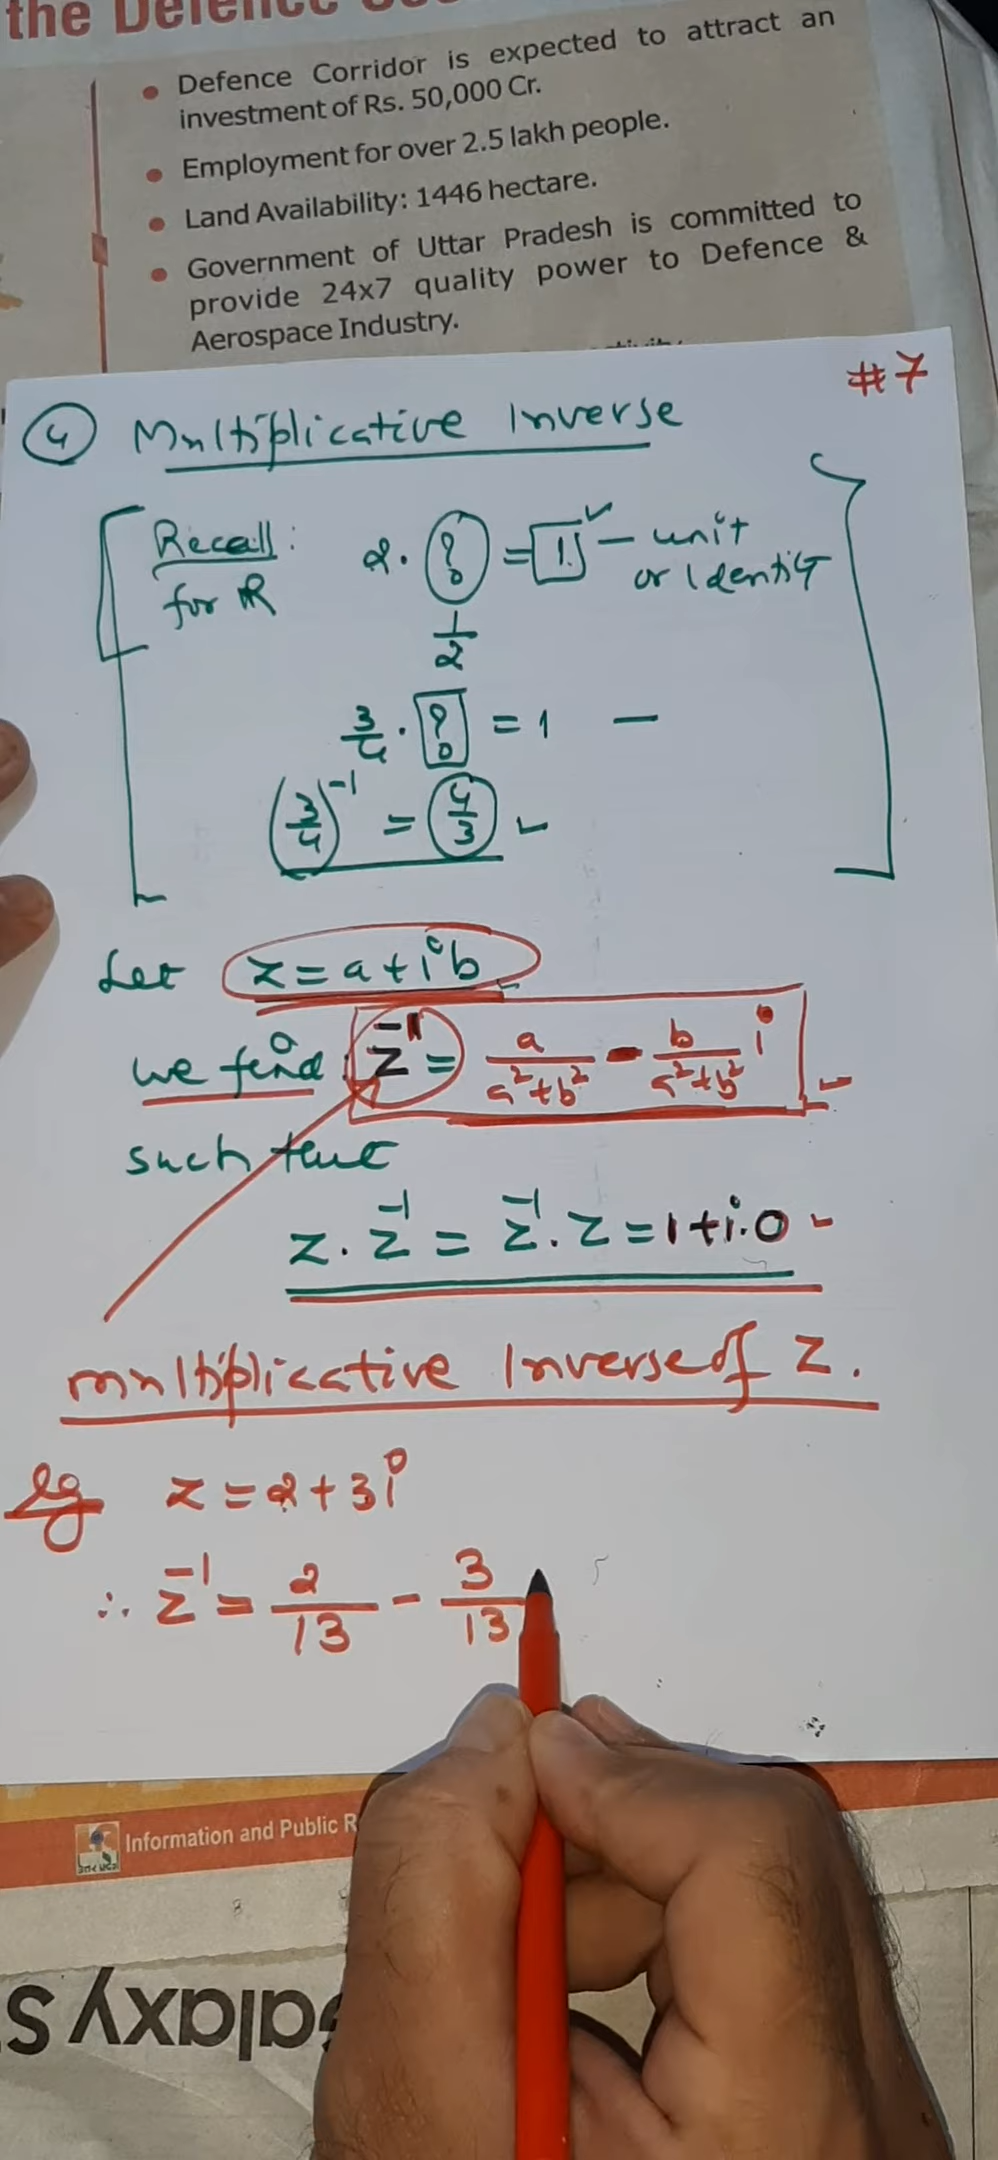 the Defence
Defence Corridor is expected to attract an
investment of Rs. 50,000 Cr.
Employment for over 2.5 lakh people.
Land Availability: 1446 hectare.
Government of Uttar Pradesh is committed to
provide 24x7 quality power to Defence &
Aerospace Industry.
#7
④ Multiplicative Inverse
Recall: 2 . ? = 1 – unit
for R or Identity
1/2
3/4 . ? = 1 —
(3/4)⁻¹ = 4/3
Let z = a + ib
we find z⁻¹ = a/(a²+b²) - b/(a²+b²) i
such that
z . z⁻¹ = z⁻¹ . z = 1 + i.0
multiplicative Inverse of z.
eg z = 2 + 3i
∴ z⁻¹ = 2/13 - 3/13
Information and Public R
Galaxy S